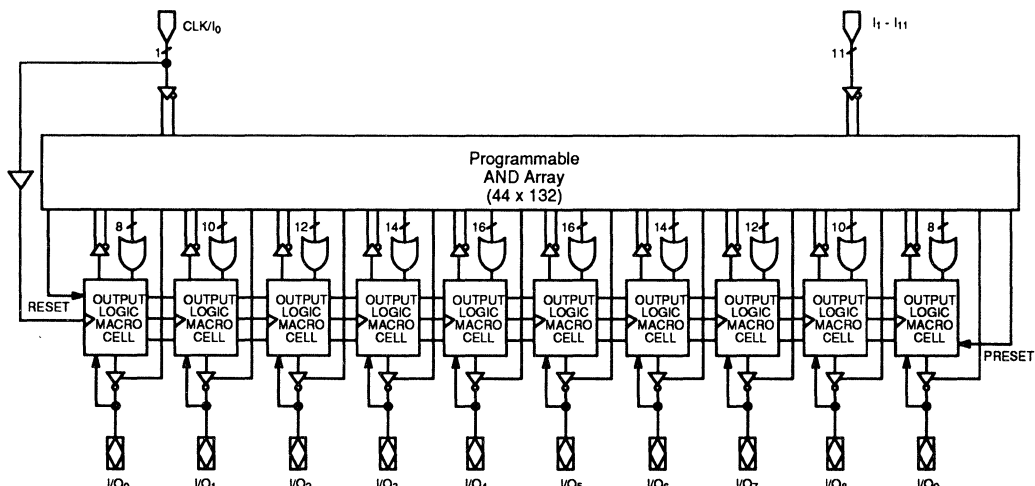 CLK/I0
I1 - I11
1
11
Programmable
AND Array
(44 x 132)
8
10
12
14
16
16
14
12
10
8
RESET
OUTPUT
LOGIC
MACRO
CELL
OUTPUT
LOGIC
MACRO
CELL
OUTPUT
LOGIC
MACRO
CELL
OUTPUT
LOGIC
MACRO
CELL
OUTPUT
LOGIC
MACRO
CELL
OUTPUT
LOGIC
MACRO
CELL
OUTPUT
LOGIC
MACRO
CELL
OUTPUT
LOGIC
MACRO
CELL
OUTPUT
LOGIC
MACRO
CELL
OUTPUT
LOGIC
MACRO
CELL
PRESET
I/O0
I/O1
I/O2
I/O3
I/O4
I/O5
I/O6
I/O7
I/O8
I/O9